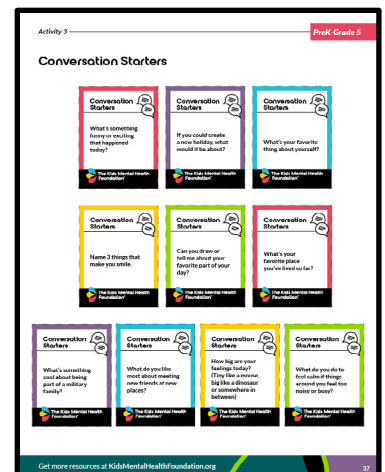 Activity 3
PreK-Grade 5
Conversation Starters
Conversation
Starters
What's something
funny or exciting
that happened
today?
The Kids Mental Health
Foundation
Conversation
Starters
If you could create
a new holiday, what
would it be about?
The Kids Mental Health
Foundation
Conversation
Starters
What's your favorite
thing about yourself?
The Kids Mental Health
Foundation
Conversation
Starters
Name 3 things that
make you smile.
The Kids Mental Health
Foundation
Conversation
Starters
Can you draw or
tell me about your
favorite part of your
day?
The Kids Mental Health
Foundation
Conversation
Starters
What's your
favorite place
you've lived so far?
The Kids Mental Health
Foundation
Conversation
Starters
What's something
cool about being
part of a military
family?
The Kids Mental Health
Foundation
Conversation
Starters
What do you like
most about meeting
new friends at new
places?
The Kids Mental Health
Foundation
Conversation
Starters
How big are your
feelings today?
(Tiny like a mouse,
big like a dinosaur
or somewhere in
between)
The Kids Mental Health
Foundation
Conversation
Starters
What do you do to
feel calm if things
around you feel too
noisy or busy?
The Kids Mental Health
Foundation
Get more resources at KidsMentalHealthFoundation.org
37